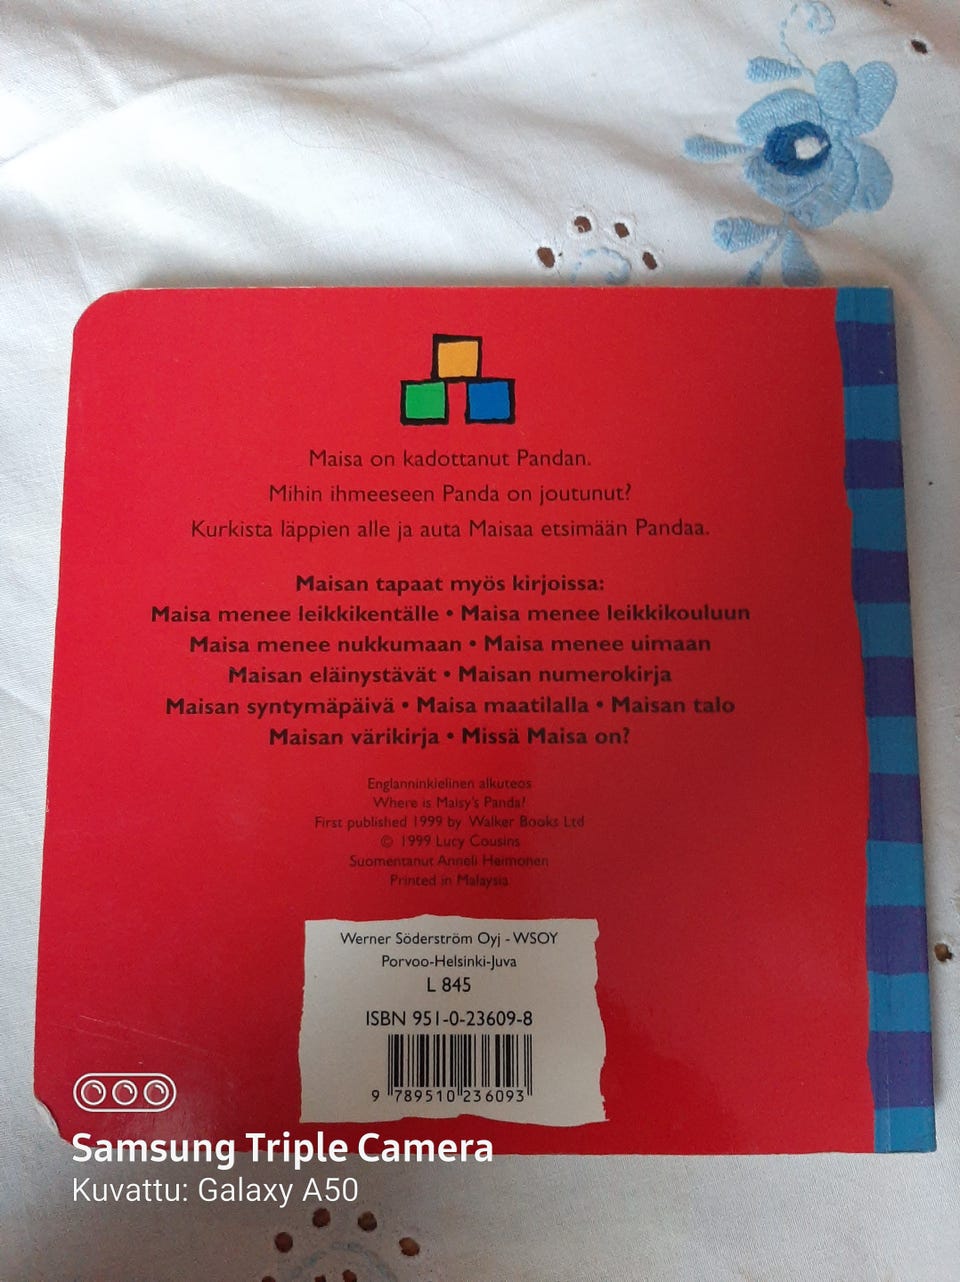 Maisa on kadottanut Pandan.
Mihin ihmeeseen Panda on joutunut?
Kurkista läppien alle ja auta Maisaa etsimään Pandaa.
Maisan tapaat myös kirjoissa:
Maisa menee leikkikentälle • Maisa menee leikkikouluun
Maisa menee nukkumaan • Maisa menee uimaan
Maisan eläinystävät • Maisan numerokirja
Maisan syntymäpäivä • Maisa maatilalla • Maisan talo
Maisan värikirja • Missä Maisa on?
Englanninkielinen alkuteos
Where is Maisy's Panda?
First published 1999 by Walker Books Ltd
© 1999 Lucy Cousins
Suomentanut Anneli Heimonen
Printed in Malaysia
Werner Söderström Oyj - WSOY
Porvoo-Helsinki-Juva
L 845
ISBN 951-0-23609-8
9 789510 236093
Samsung Triple Camera
Kuvattu: Galaxy A50